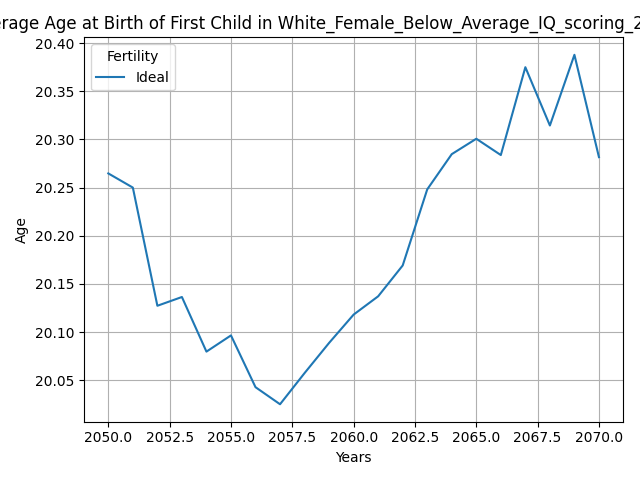 erage Age at Birth of First Child in White_Female_Below_Average_IQ_scoring_2
Fertility
Ideal
20.40
20.35
20.30
20.25
20.20
20.15
20.10
20.05
Age
2050.0 2052.5 2055.0 2057.5 2060.0 2062.5 2065.0 2067.5 2070.0
Years